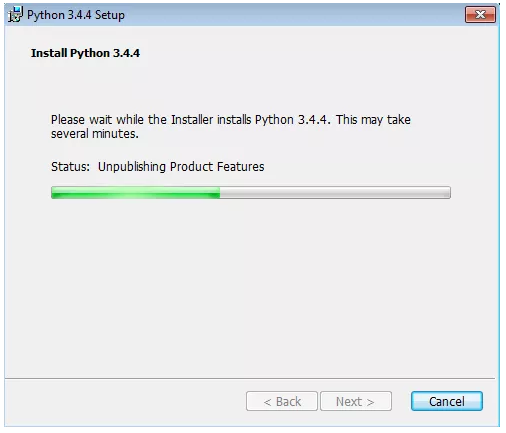 Python 3.4.4 Setup
Install Python 3.4.4
Please wait while the Installer installs Python 3.4.4. This may take
several minutes.
Status: Unpublishing Product Features
< Back
Next >
Cancel